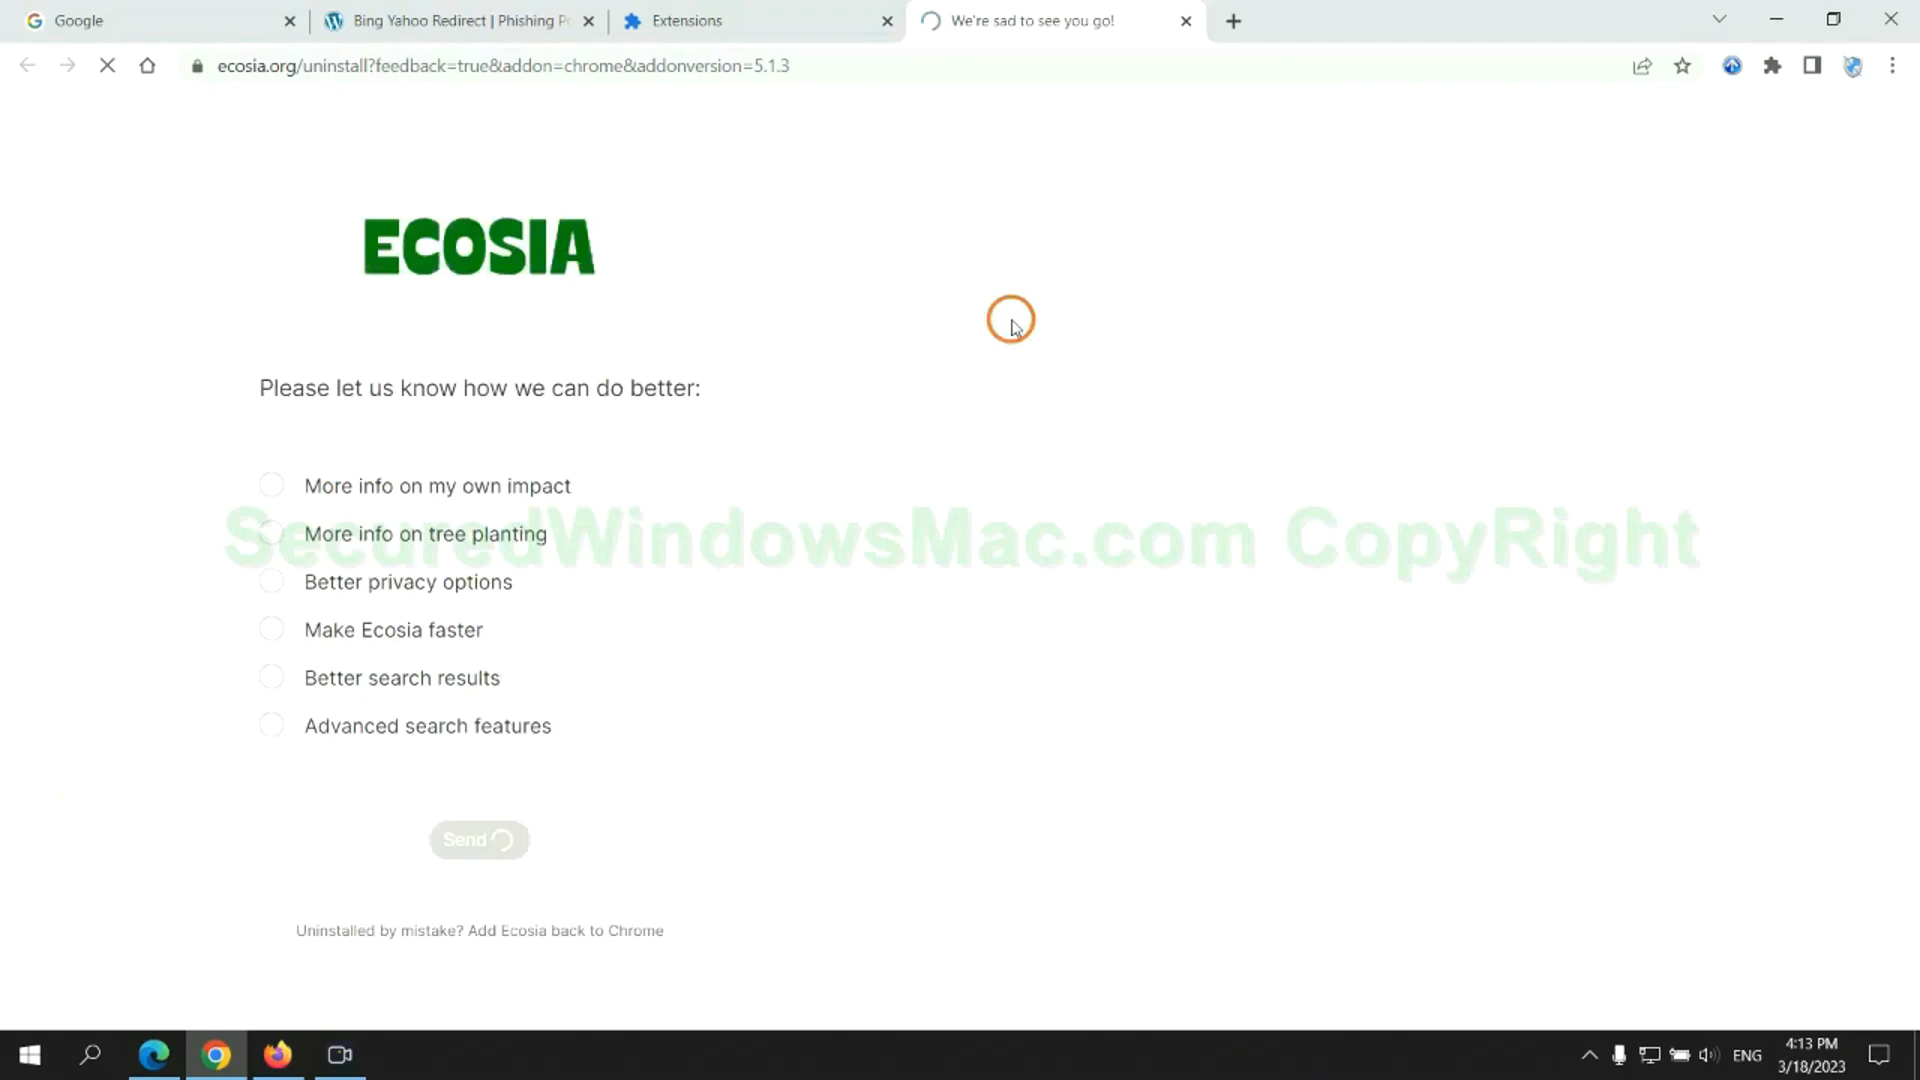 Google
Bing Yahoo Redirect | Phishing P
Extensions
We're sad to see you go!
ecosia.org/uninstall?feedback=true&addon=chrome&addonversion=5.1.3
ECOSIA
Please let us know how we can do better:
More info on my own impact
SecuredWindowsMac.com CopyRight
More info on tree planting
Better privacy options
Make Ecosia faster
Better search results
Advanced search features
Send
Uninstalled by mistake? Add Ecosia back to Chrome
ENG
4:13 PM
3/18/2023